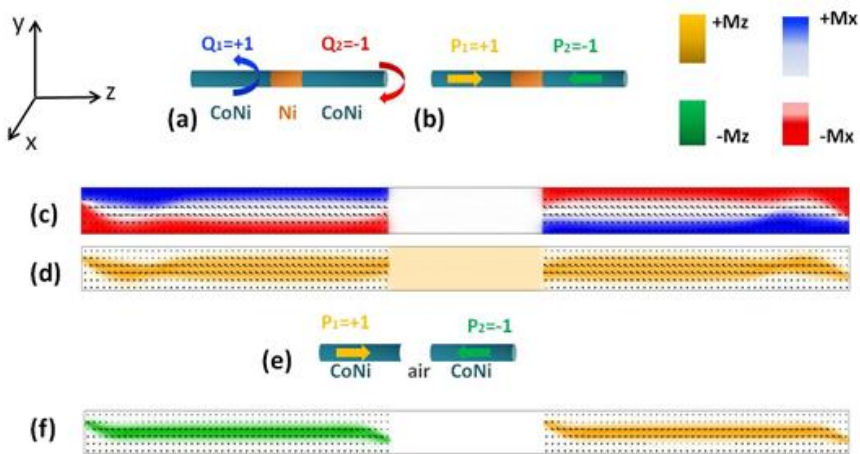 y
z
x
Q1=+1 Q2=-1
(a)
CoNi Ni CoNi
P1=+1 P2=-1
(b)
+Mz +Mx
-Mz -Mx
(c)
(d)
P1=+1 P2=-1
(e)
CoNi air CoNi
(f)